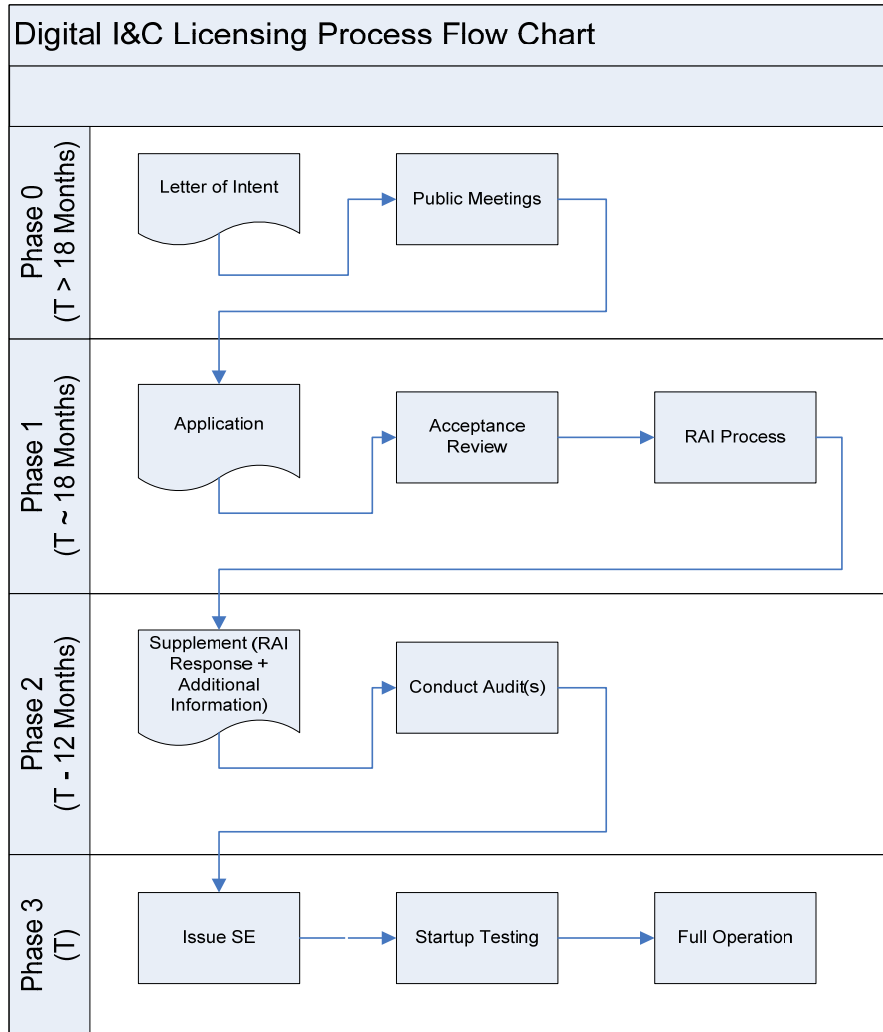 Digital I&C Licensing Process Flow Chart
Phase 0
(T > 18 Months)
Letter of Intent
Public Meetings
Phase 1
(T ~ 18 Months)
Application
Acceptance
Review
RAI Process
Phase 2
(T - 12 Months)
Supplement (RAI
Response +
Additional
Information)
Conduct Audit(s)
Phase 3
(T)
Issue SE
Startup Testing
Full Operation